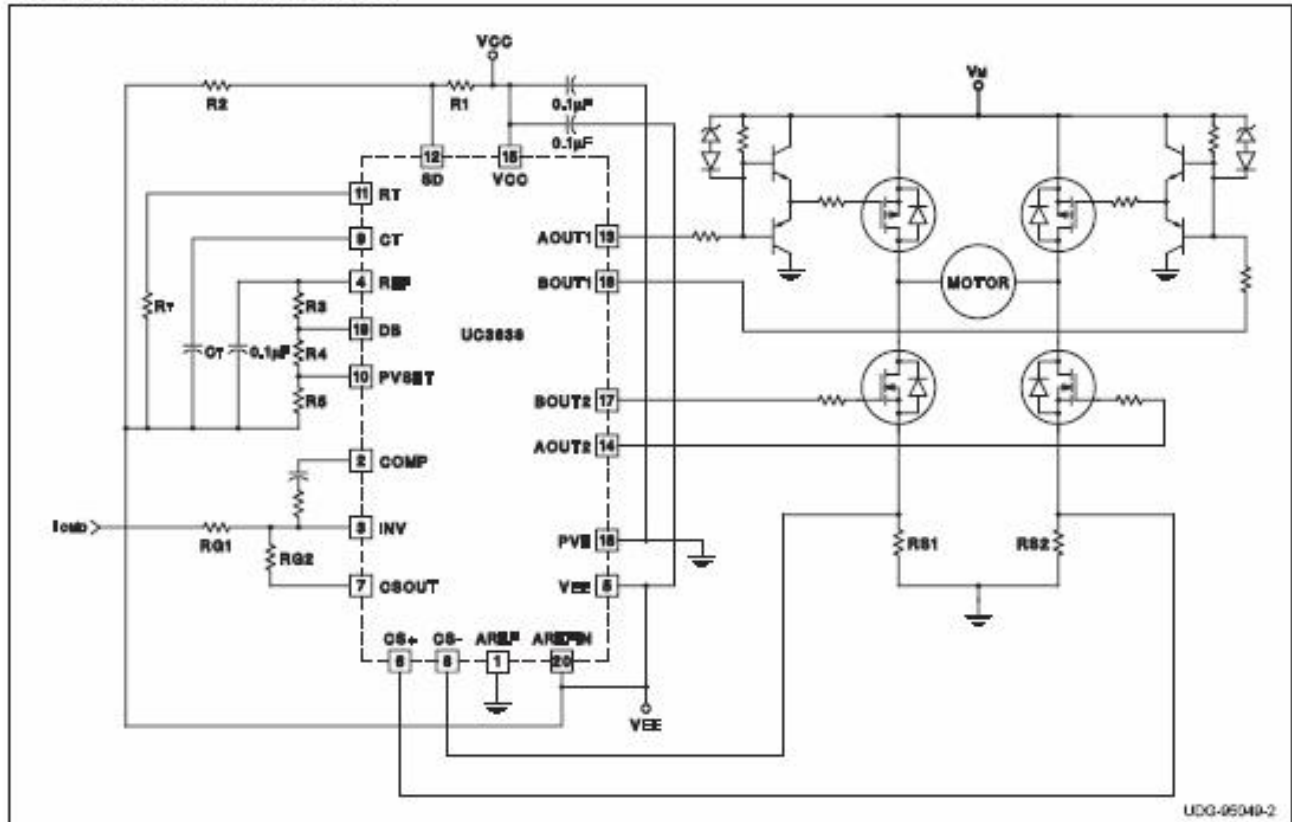 VCC
VM
R2
R1
0.1µF
0.1µF
12
15
SD
VCC
11 RT
9 CT
4 REF
R3
RT
19 DB
UC3638
CT
0.1µF
R4
10 PVSET
R5
2 COMP
ICMD
RG1
3 INV
RG2
7 CSOUT
AOUT1 13
BOUT1 18
MOTOR
BOUT2 17
AOUT2 14
PVE 16
VEE 5
RS1
RS2
CS+
CS-
AREF
AREFIN
6
8
1
20
VEE
UDG-95049-2